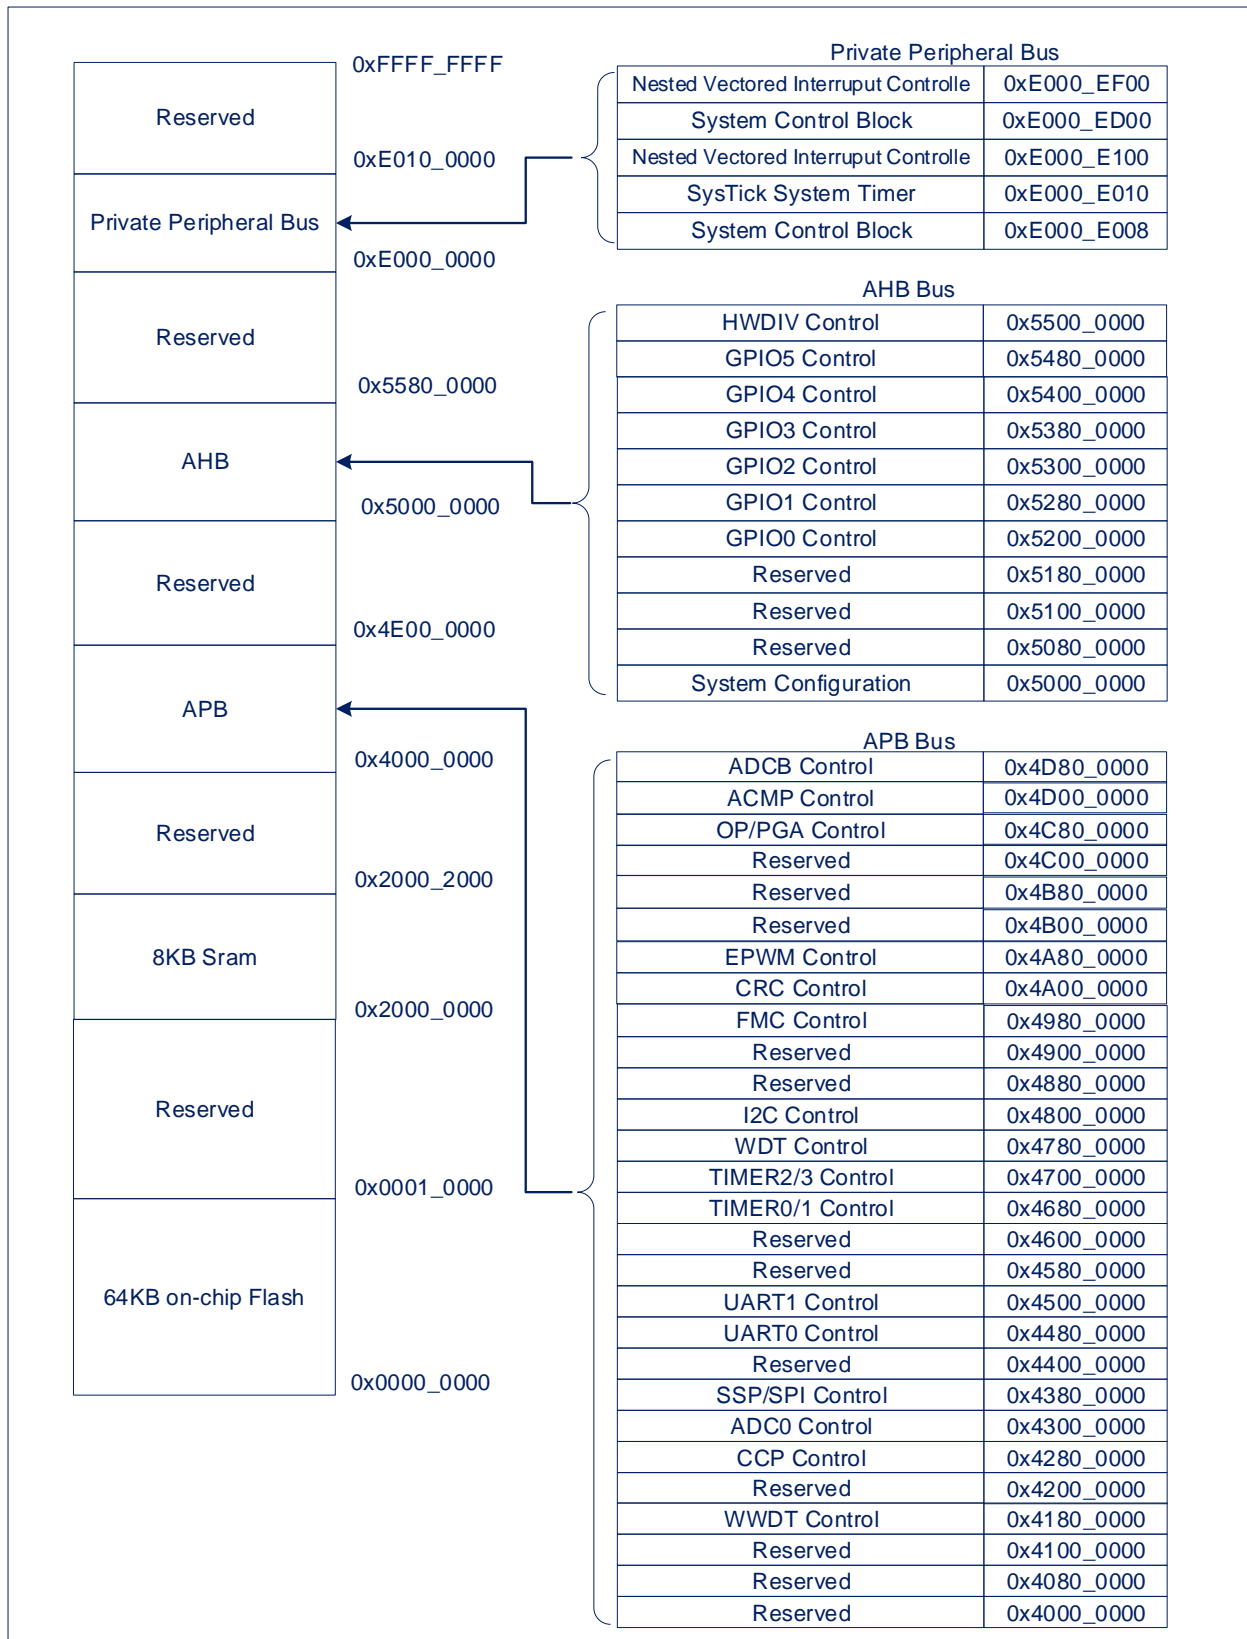 0xFFFF_FFFF
Reserved
0xE010_0000
Private Peripheral Bus
0xE000_0000
Reserved
0x5580_0000
AHB
0x5000_0000
Reserved
0x4E00_0000
APB
0x4000_0000
Reserved
0x2000_2000
8KB Sram
0x2000_0000
Reserved
0x0001_0000
64KB on-chip Flash
0x0000_0000
Private Peripheral Bus
Nested Vectored Interruput Controlle 0xE000_EF00
System Control Block 0xE000_ED00
Nested Vectored Interruput Controlle 0xE000_E100
SysTick System Timer 0xE000_E010
System Control Block 0xE000_E008
AHB Bus
HWDIV Control 0x5500_0000
GPIO5 Control 0x5480_0000
GPIO4 Control 0x5400_0000
GPIO3 Control 0x5380_0000
GPIO2 Control 0x5300_0000
GPIO1 Control 0x5280_0000
GPIO0 Control 0x5200_0000
Reserved 0x5180_0000
Reserved 0x5100_0000
Reserved 0x5080_0000
System Configuration 0x5000_0000
APB Bus
ADCB Control 0x4D80_0000
ACMP Control 0x4D00_0000
OP/PGA Control 0x4C80_0000
Reserved 0x4C00_0000
Reserved 0x4B80_0000
Reserved 0x4B00_0000
EPWM Control 0x4A80_0000
CRC Control 0x4A00_0000
FMC Control 0x4980_0000
Reserved 0x4900_0000
Reserved 0x4880_0000
I2C Control 0x4800_0000
WDT Control 0x4780_0000
TIMER2/3 Control 0x4700_0000
TIMER0/1 Control 0x4680_0000
Reserved 0x4600_0000
Reserved 0x4580_0000
UART1 Control 0x4500_0000
UART0 Control 0x4480_0000
Reserved 0x4400_0000
SSP/SPI Control 0x4380_0000
ADC0 Control 0x4300_0000
CCP Control 0x4280_0000
Reserved 0x4200_0000
WWDT Control 0x4180_0000
Reserved 0x4100_0000
Reserved 0x4080_0000
Reserved 0x4000_0000